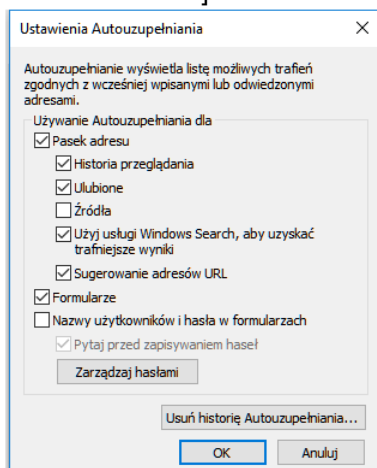 Ustawienia Autouzupełniania
Autouzupełnianie wyświetla listę możliwych trafień
zgodnych z wcześniej wpisanymi lub odwiedzonymi
adresami.
Używanie Autouzupełniania dla
Pasek adresu
Historia przeglądania
Ulubione
Źródła
Użyj usługi Windows Search, aby uzyskać
trafniejsze wyniki
Sugerowanie adresów URL
Formularze
Nazwy użytkowników i hasła w formularzach
Pytaj przed zapisywaniem haseł
Zarządzaj hasłami
Usuń historię Autouzupełniania...
OK Anuluj